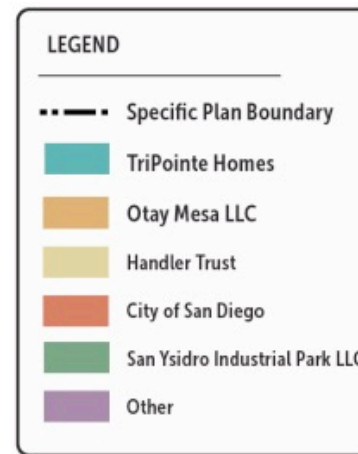 LEGEND
Specific Plan Boundary
TriPointe Homes
Otay Mesa LLC
Handler Trust
City of San Diego
San Ysidro Industrial Park LLC
Other